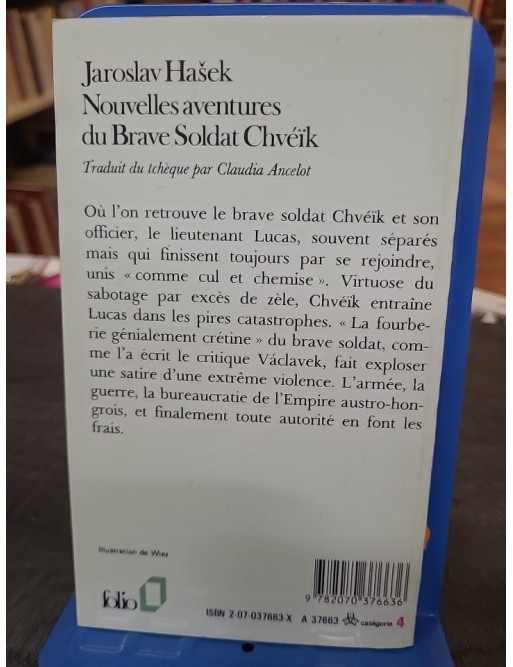 Jaroslav Hašek
Nouvelles aventures
du Brave Soldat Chvéïk
Traduit du tchèque par Claudia Ancelot
Où l'on retrouve le brave soldat Chvéïk et son
officier, le lieutenant Lucas, souvent séparés
mais qui finissent toujours par se rejoindre,
unis « comme cul et chemise ». Virtuose du
sabotage par excès de zèle, Chvéïk entraîne
Lucas dans les pires catastrophes. « La fourbe-
rie génialement crétine » du brave soldat, com-
me l'a écrit le critique Václavek, fait exploser
une satire d'une extrême violence. L'armée, la
guerre, la bureaucratie de l'Empire austro-hon-
grois, et finalement toute autorité en font les
frais.
Illustration de
folio
9 782070 376636
ISBN 2-07-037663-X A 37663 catégorie 4